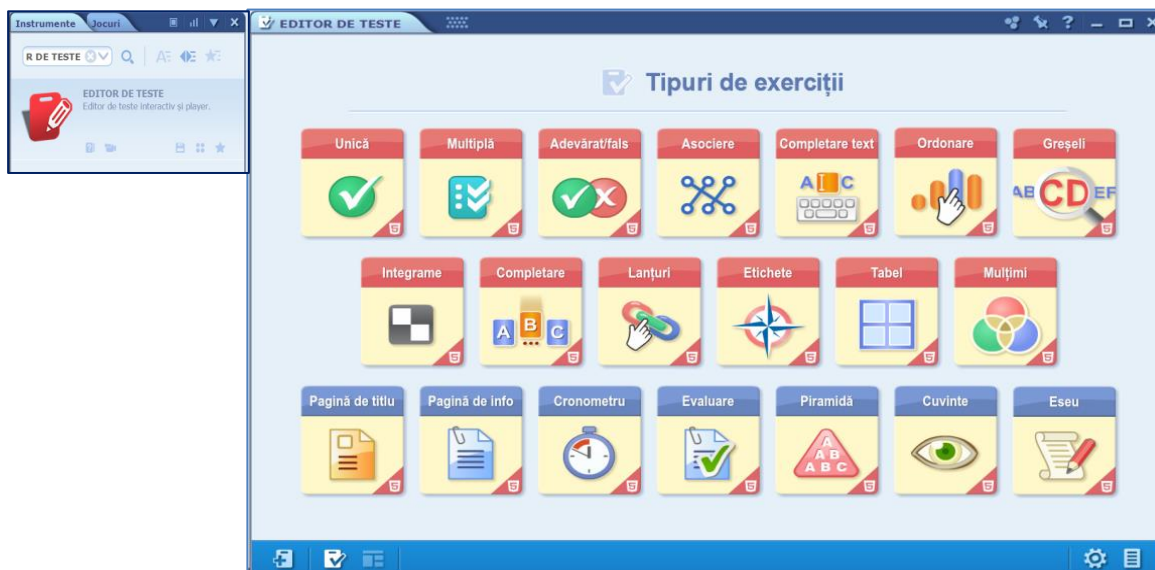 Instrumente Jocuri
R DE TESTE
EDITOR DE TESTE
Editor de teste interactiv și player.
EDITOR DE TESTE
Tipuri de exerciții
Unică Multiplă Adevărat/fals Asociere Completare text Ordonare Greșeli
A C
AB CD EF
Integrame Completare Lanțuri Etichete Tabel Mulțimi
A B C
Pagină de titlu Pagină de info Cronometru Evaluare Piramidă Cuvinte Eseu
A
A B
A B C